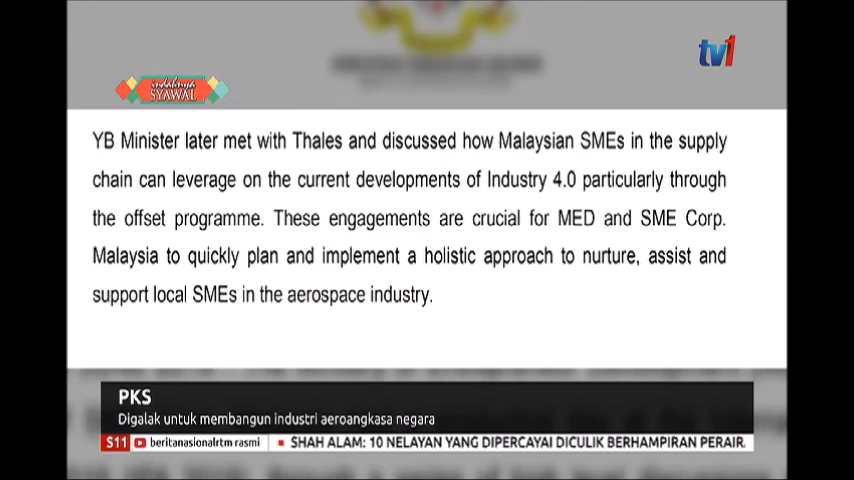 tv1
indahnya
SYAWAL
YB Minister later met with Thales and discussed how Malaysian SMEs in the supply
chain can leverage on the current developments of Industry 4.0 particularly through
the offset programme. These engagements are crucial for MED and SME Corp.
Malaysia to quickly plan and implement a holistic approach to nurture, assist and
support local SMEs in the aerospace industry.
PKS
Digalak untuk membangun industri aeroangkasa negara
S11 beritanasionalrtm rasmi ▪ SHAH ALAM: 10 NELAYAN YANG DIPERCAYAI DICULIK BERHAMPIRAN PERAIR